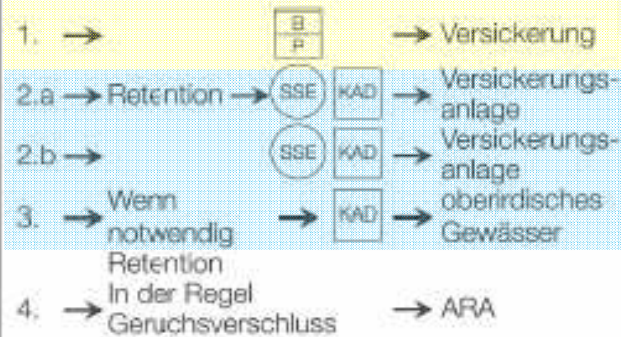 1. → B P → Versickerung
2.a → Retention → SSE KAD → Versickerungs-
anlage
2.b → SSE KAD → Versickerungs-
anlage
3. → Wenn
notwendig
Retention → KAD → oberirdisches
Gewässer
4. → In der Regel
Geruchsverschluss → ARA